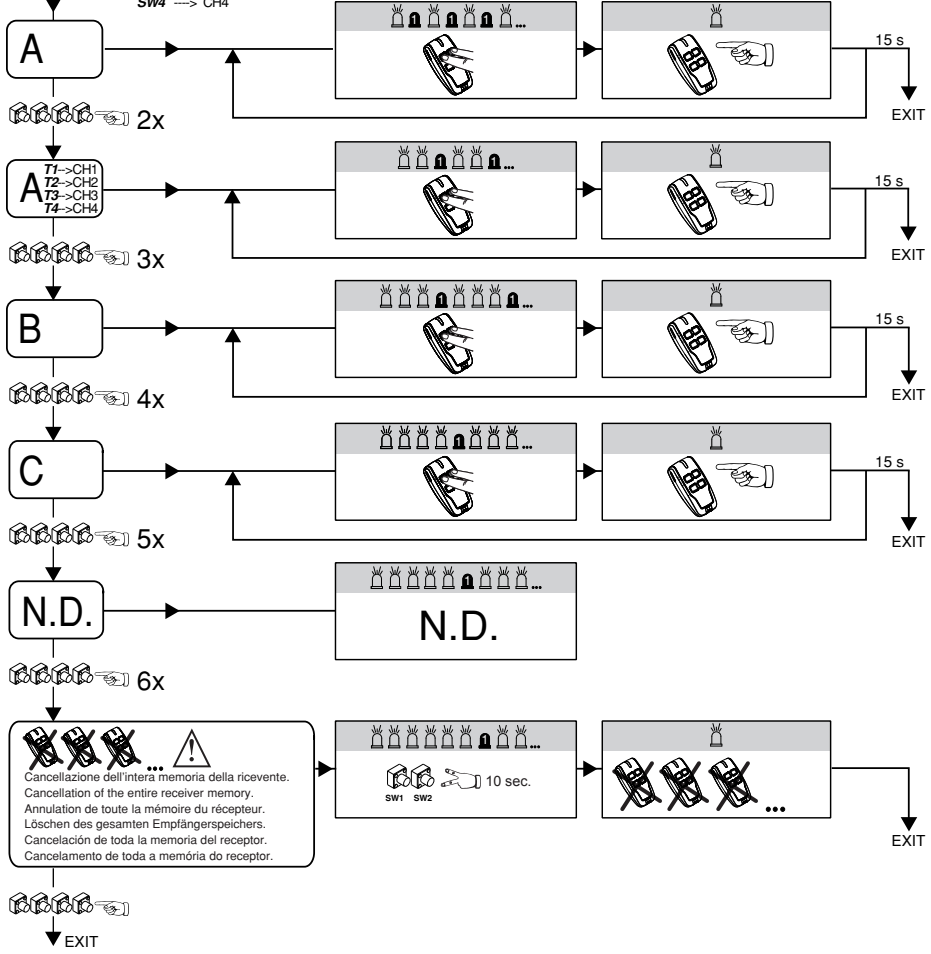 SW4 ----> CH4
A
15 s
EXIT
2x
A
T1-->CH1
T2-->CH2
T3-->CH3
T4-->CH4
15 s
EXIT
3x
B
15 s
EXIT
4x
C
15 s
EXIT
5x
N.D.
N.D.
6x
...
Cancellazione dell'intera memoria della ricevente.
Cancellation of the entire receiver memory.
Annulation de toute la mémoire du récepteur.
Löschen des gesamten Empfängerspeichers.
Cancelación de toda la memoria del receptor.
Cancelamento de toda a memória do receptor.
10 sec.
SW1 SW2
...
EXIT
EXIT